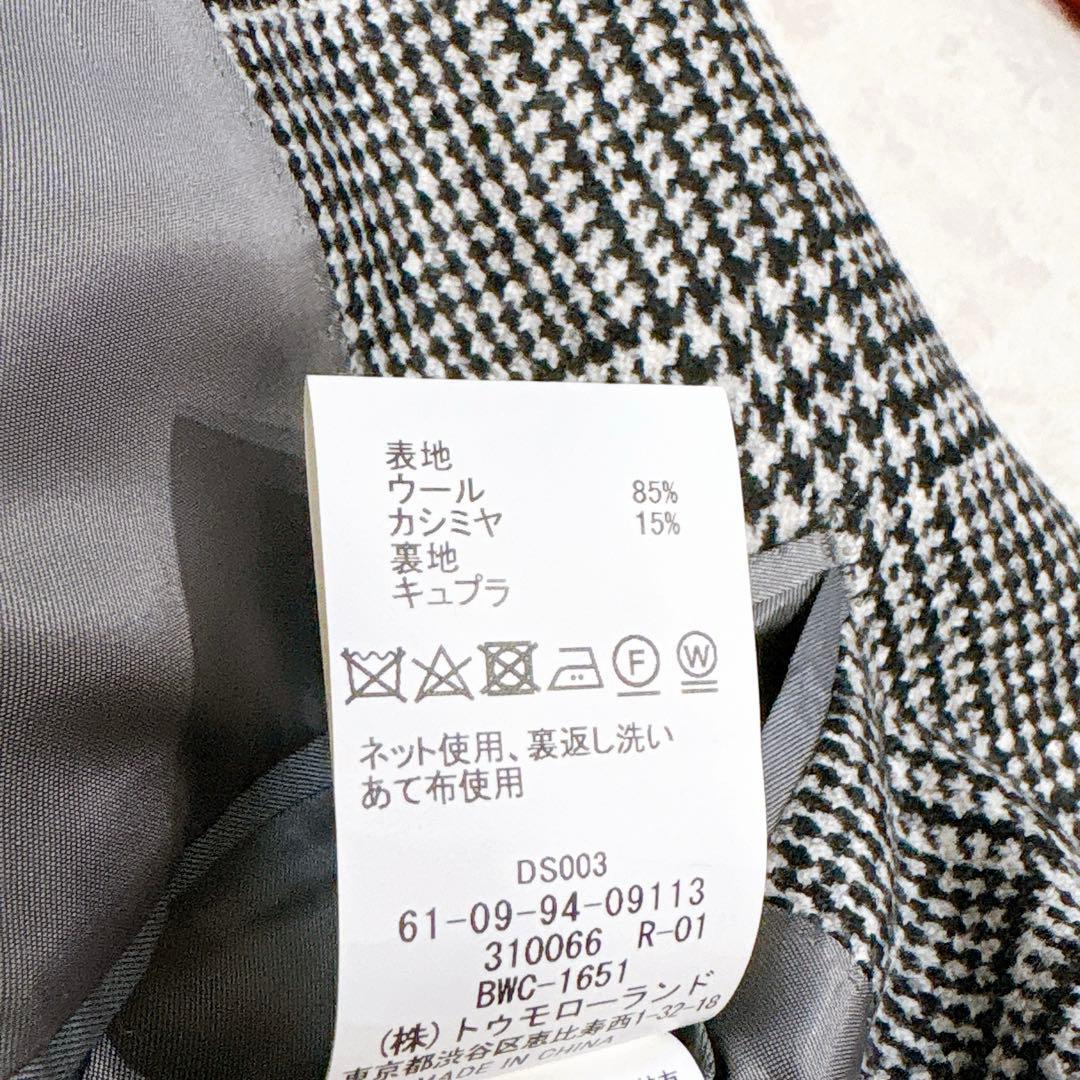 表地
ウール 85%
カシミヤ 15%
裏地
キュプラ
F W
ネット使用、裏返し洗い
あて布使用
DS003
61-09-94-09113
310066 R-01
BWC-1651
(株)トゥモローランド
東京都渋谷区恵比寿西1-32-18
MADE IN CHINA